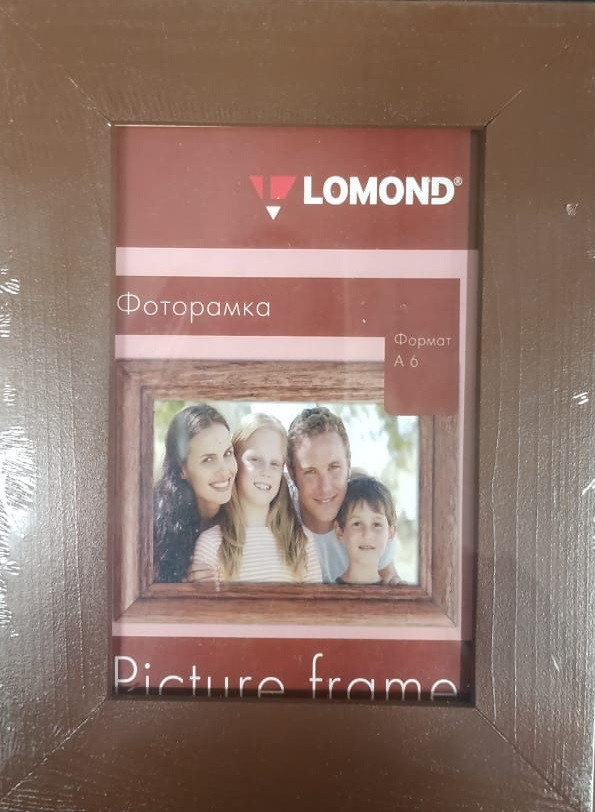 LOMOND®
Фоторамка
Формат
А 6
Picture frame